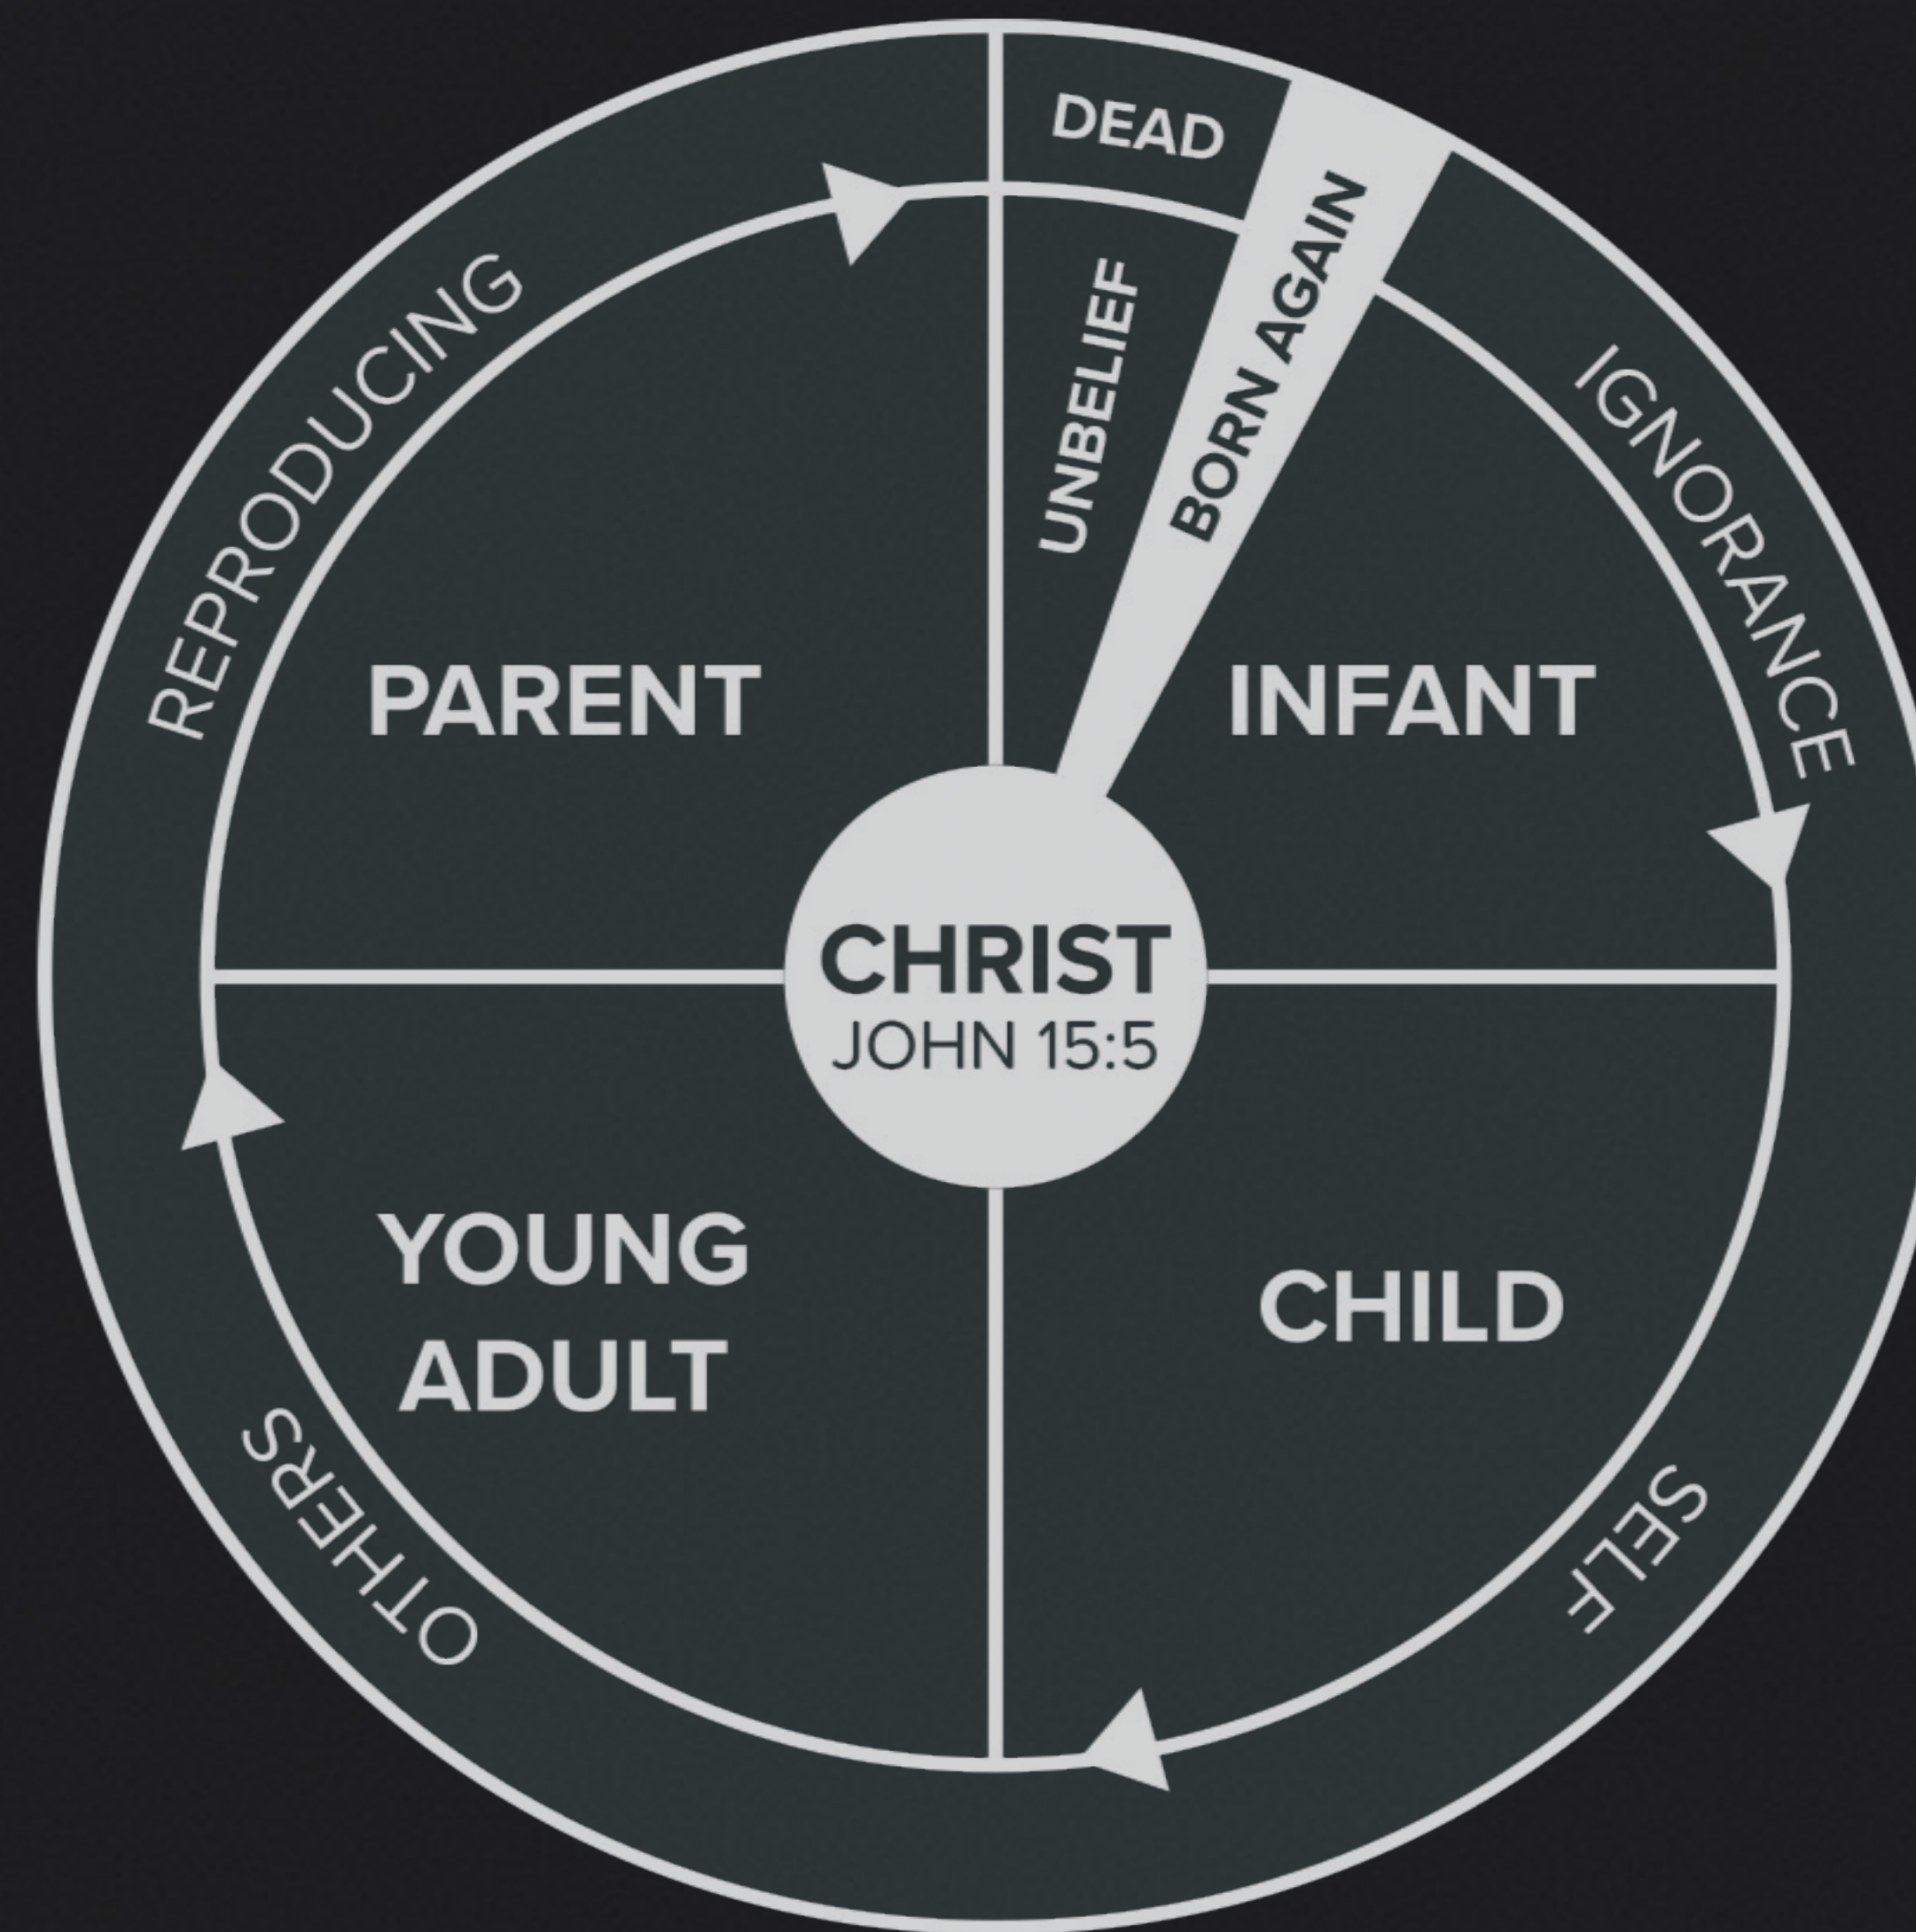 DEAD
UNBELIEF
BORN AGAIN
IGNORANCE
INFANT
CHILD
SELF
YOUNG
ADULT
OTHERS
PARENT
REPRODUCING
CHRIST
JOHN 15:5